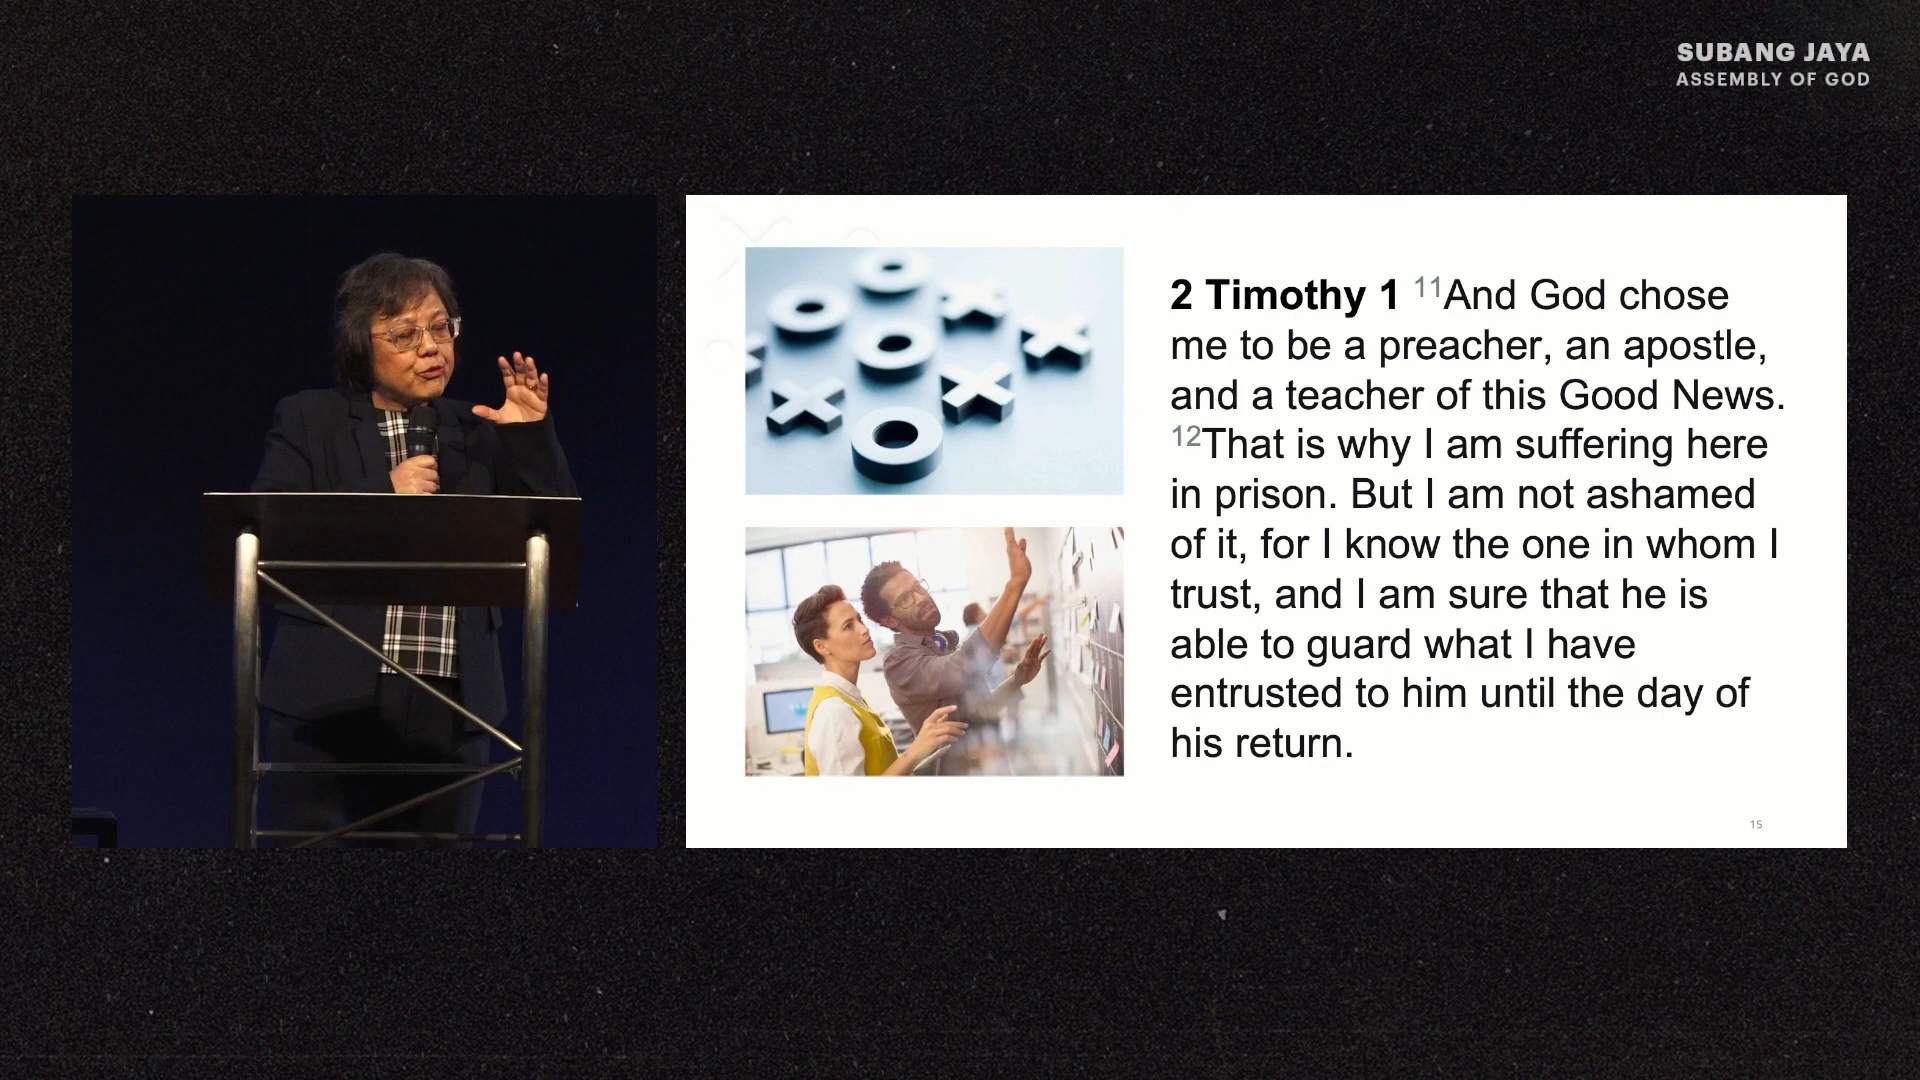 SUBANG JAYA
ASSEMBLY OF GOD
2 Timothy 1 11And God chose
me to be a preacher, an apostle,
and a teacher of this Good News.
12That is why I am suffering here
in prison. But I am not ashamed
of it, for I know the one in whom I
trust, and I am sure that he is
able to guard what I have
entrusted to him until the day of
his return.
15